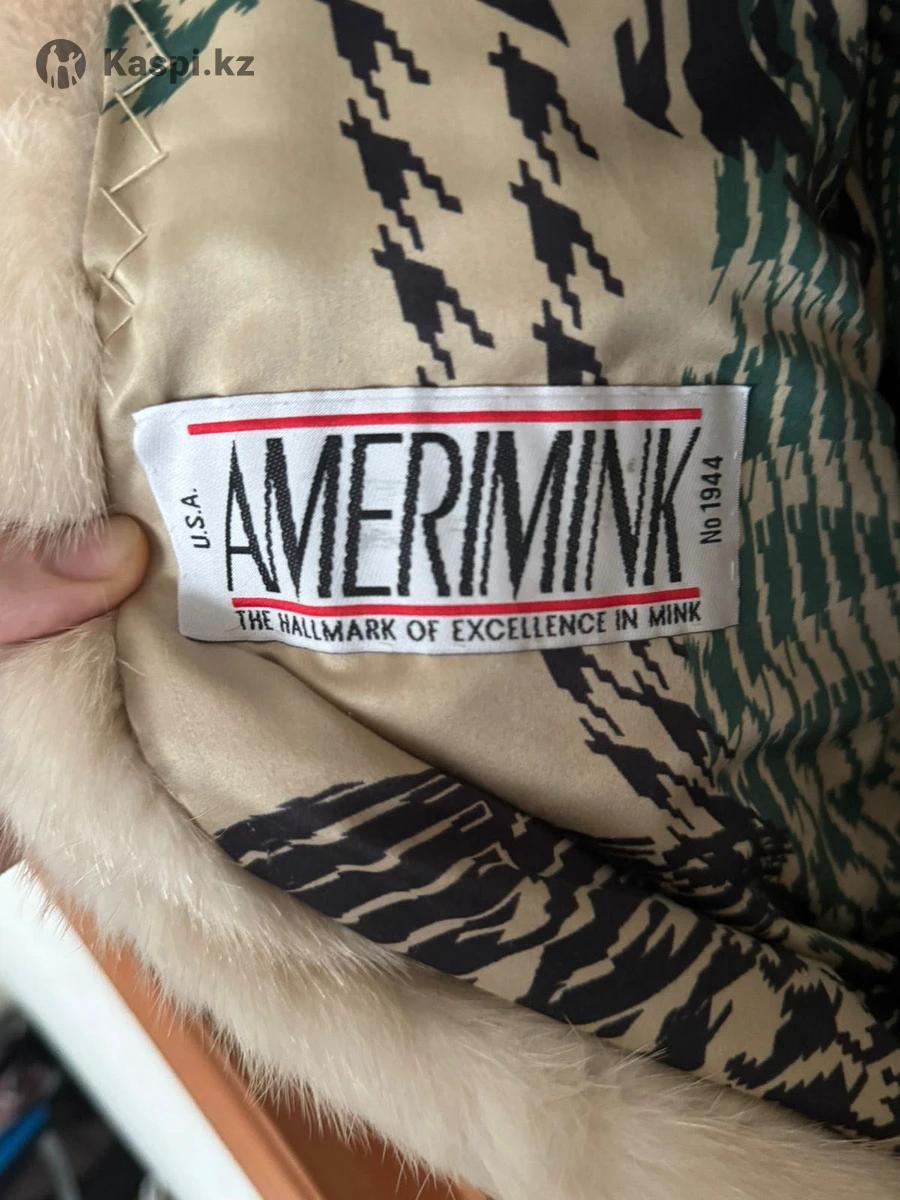 Kaspi.kz
U.S.A.
AMERIMINK
No 1944
THE HALLMARK OF EXCELLENCE IN MINK